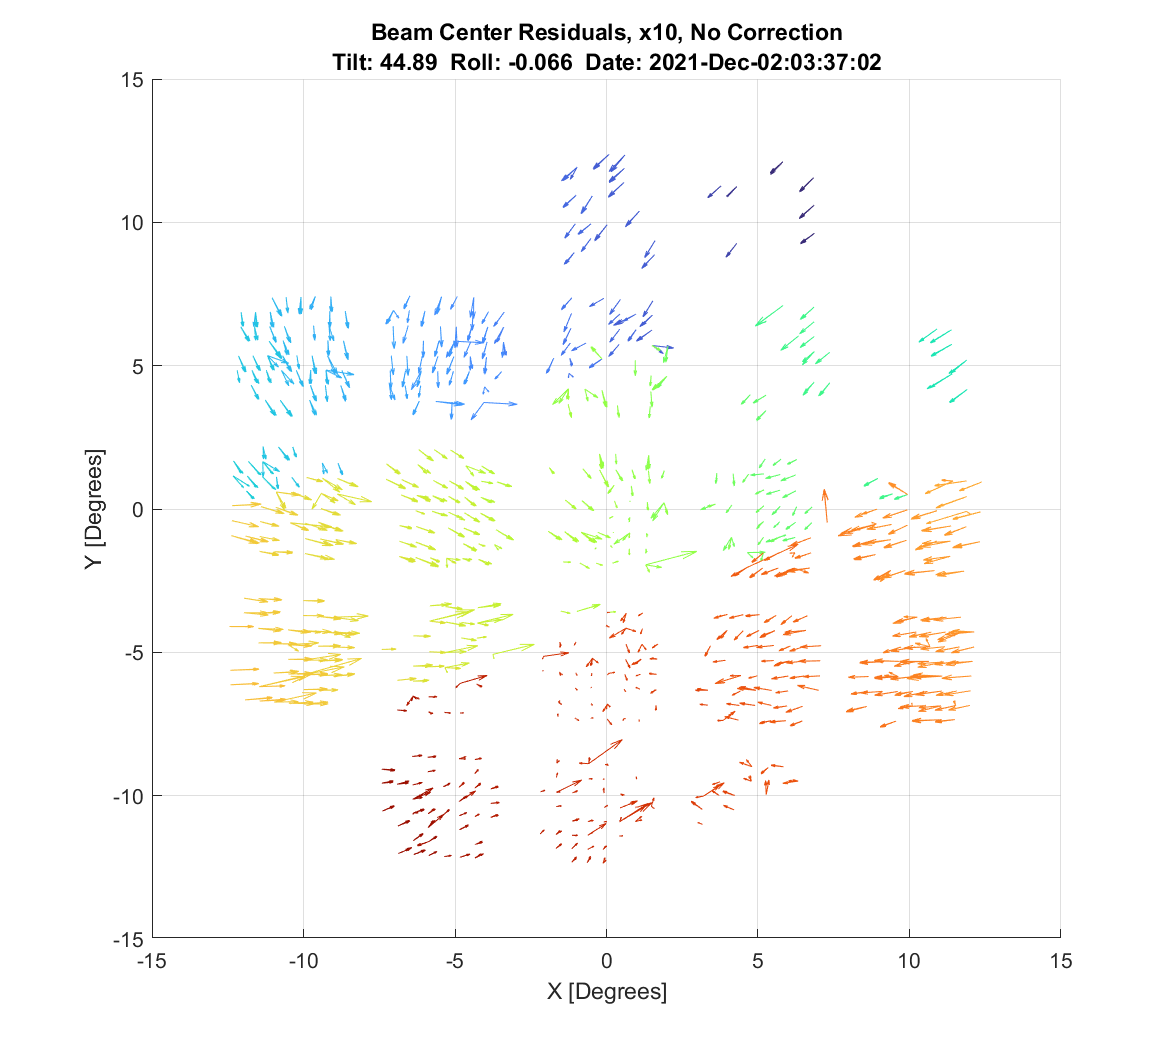 Beam Center Residuals, x10, No Correction
Tilt: 44.89 Roll: -0.066 Date: 2021-Dec-02:03:37:02
15
10
5
0
-5
-10
-15
Y [Degrees]
-15 -10 -5 0 5 10 15
X [Degrees]